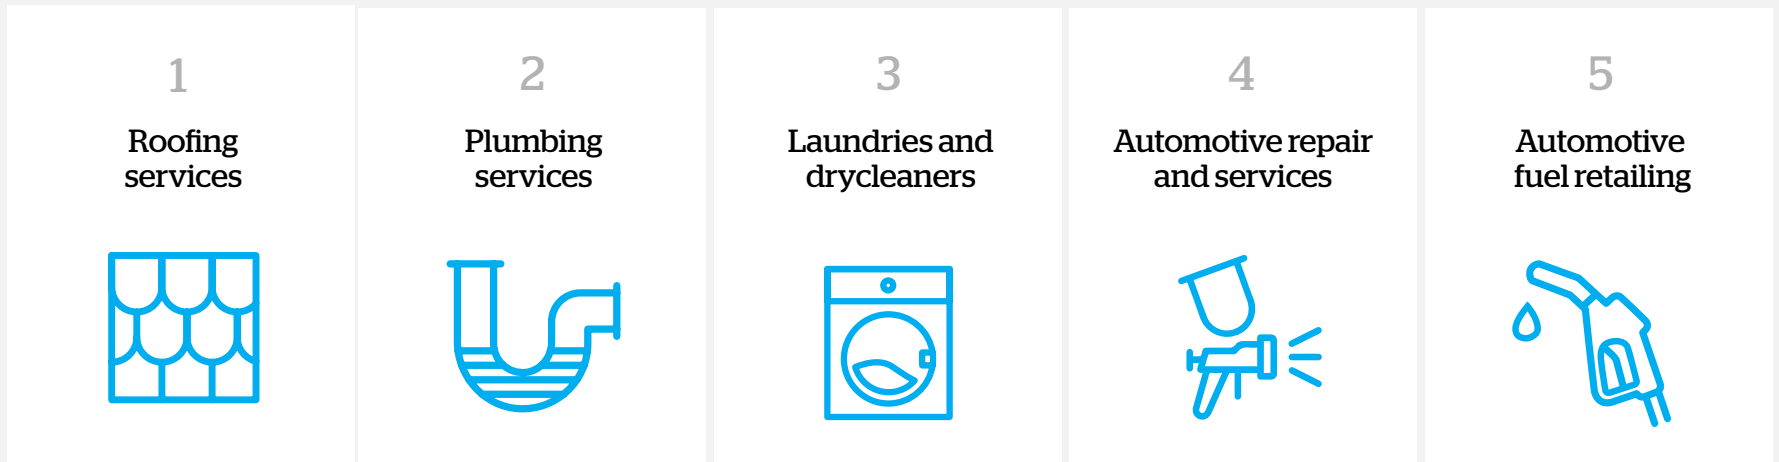 1
Roofing
services
2
Plumbing
services
3
Laundries and
drycleaners
4
Automotive repair
and services
5
Automotive
fuel retailing